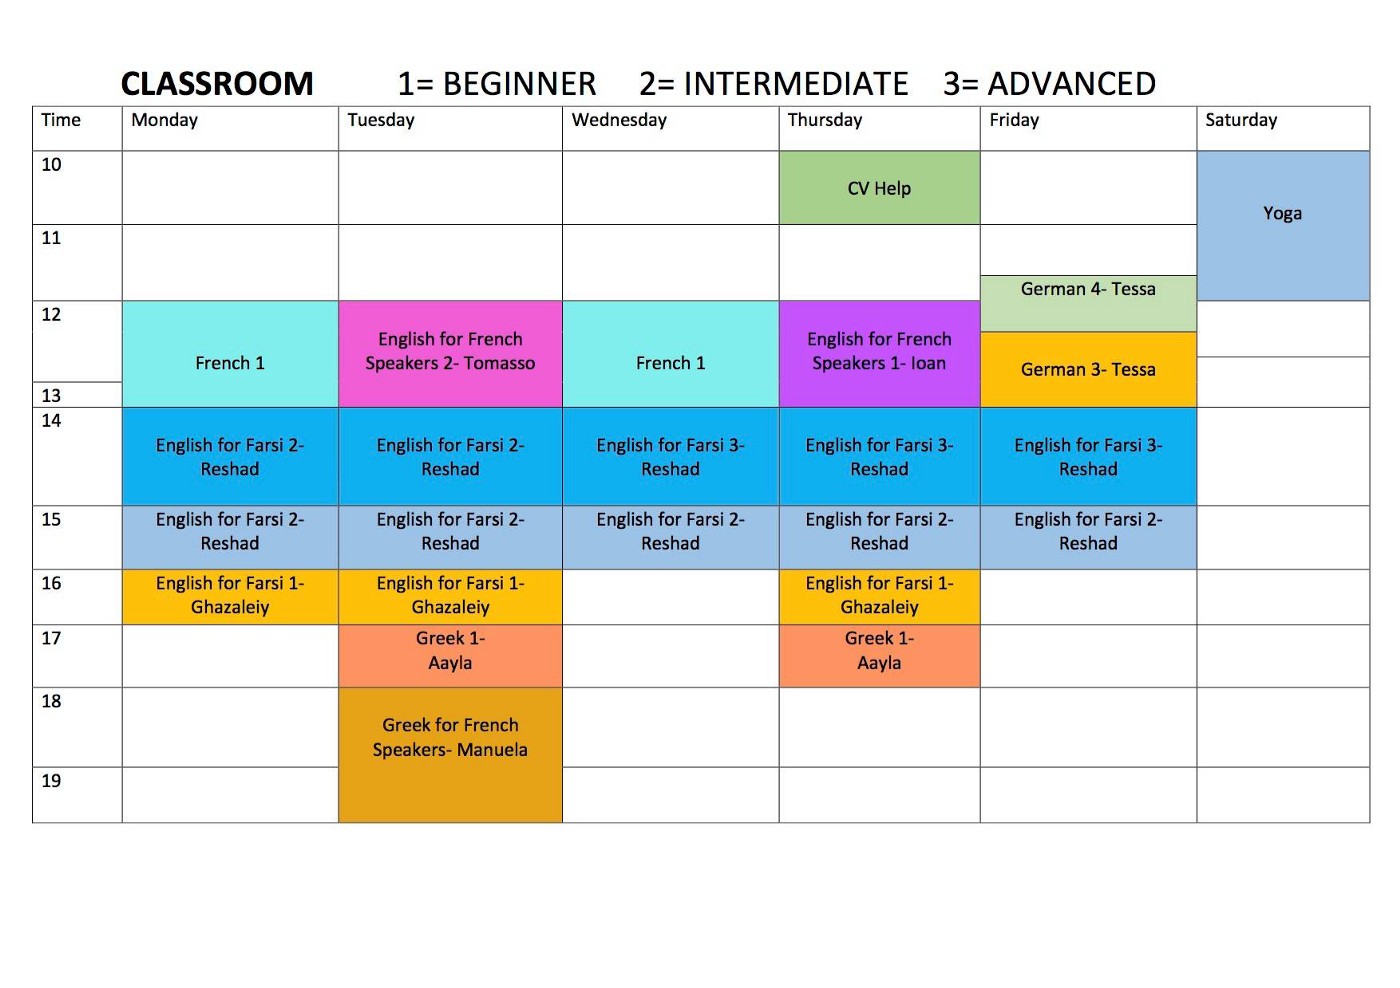 CLASSROOM 1= BEGINNER 2= INTERMEDIATE 3= ADVANCED
Time Monday Tuesday Wednesday Thursday Friday Saturday
10
CV Help
Yoga
11
German 4- Tessa
12
French 1
English for French
Speakers 2- Tomasso
French 1
English for French
Speakers 1- Ioan
German 3- Tessa
13
14
English for Farsi 2-
Reshad
English for Farsi 2-
Reshad
English for Farsi 3-
Reshad
English for Farsi 3-
Reshad
English for Farsi 3-
Reshad
15
English for Farsi 2-
Reshad
English for Farsi 2-
Reshad
English for Farsi 2-
Reshad
English for Farsi 2-
Reshad
English for Farsi 2-
Reshad
16
English for Farsi 1-
Ghazaleiy
English for Farsi 1-
Ghazaleiy
English for Farsi 1-
Ghazaleiy
17
Greek 1-
Aayla
Greek 1-
Aayla
18
Greek for French
Speakers- Manuela
19